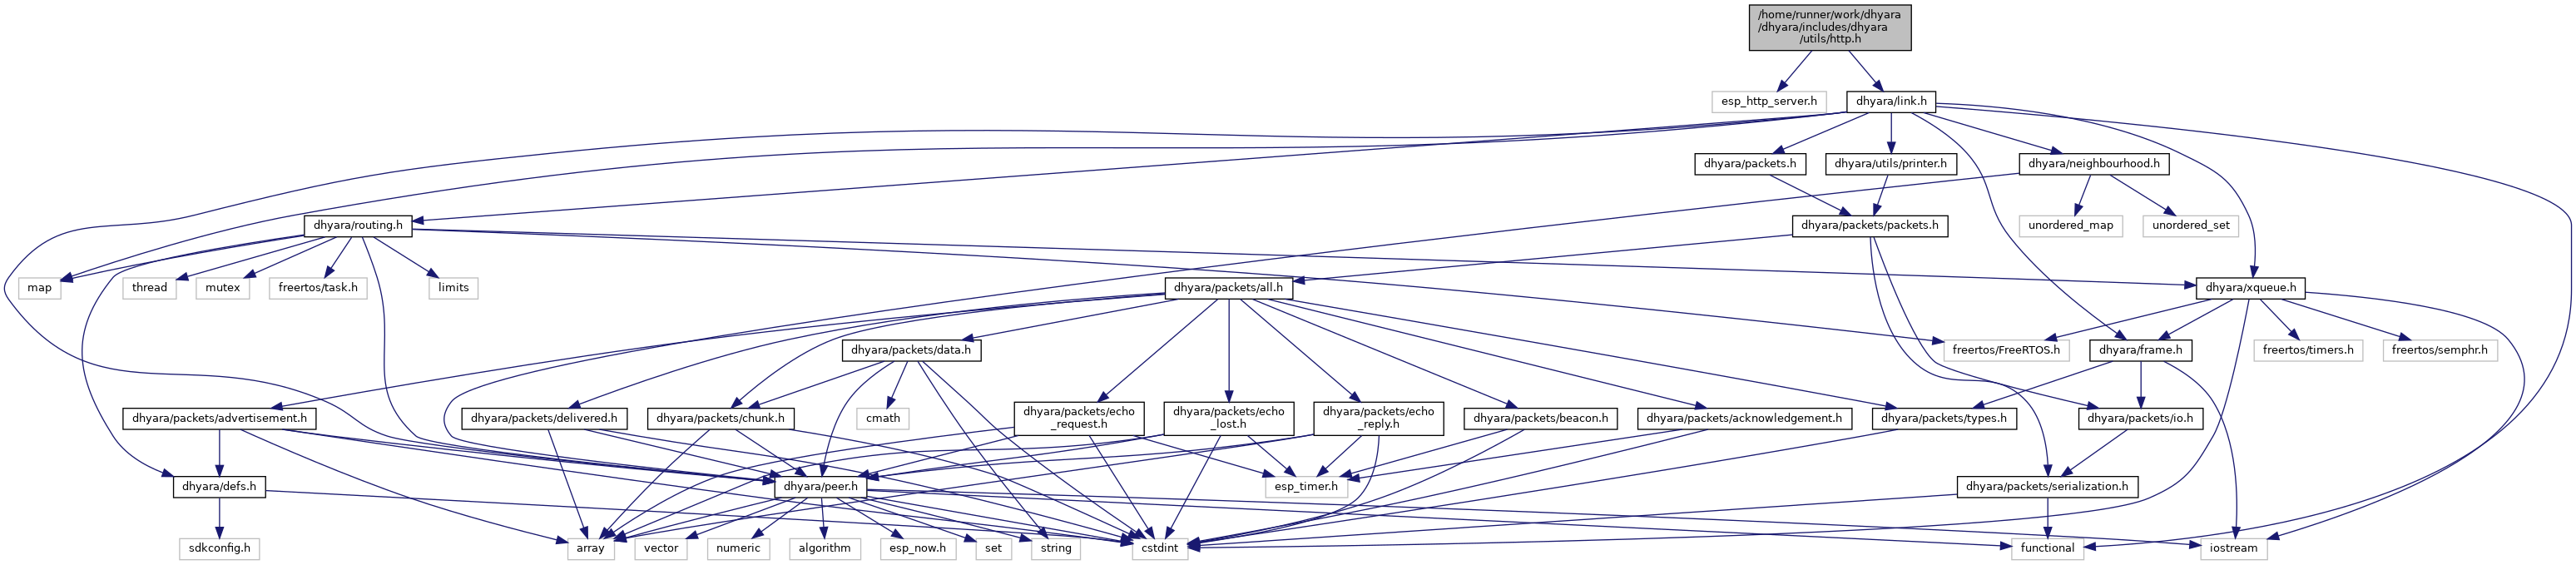 /home/runner/work/dhyara
/dhyara/includes/dhyara
/utils/http.h
esp_http_server.h
dhyara/link.h
dhyara/packets.h
dhyara/utils/printer.h
dhyara/neighbourhood.h
dhyara/routing.h
dhyara/packets/packets.h
unordered_map
unordered_set
map
thread
mutex
freertos/task.h
limits
dhyara/packets/all.h
dhyara/xqueue.h
dhyara/packets/data.h
freertos/FreeRTOS.h
dhyara/frame.h
freertos/timers.h
freertos/semphr.h
dhyara/packets/advertisement.h
dhyara/packets/delivered.h
dhyara/packets/chunk.h
cmath
dhyara/packets/echo
_request.h
dhyara/packets/echo
_lost.h
dhyara/packets/echo
_reply.h
dhyara/packets/beacon.h
dhyara/packets/acknowledgement.h
dhyara/packets/types.h
dhyara/packets/io.h
dhyara/defs.h
dhyara/peer.h
esp_timer.h
dhyara/packets/serialization.h
sdkconfig.h
array
vector
numeric
algorithm
esp_now.h
set
string
cstdint
functional
iostream